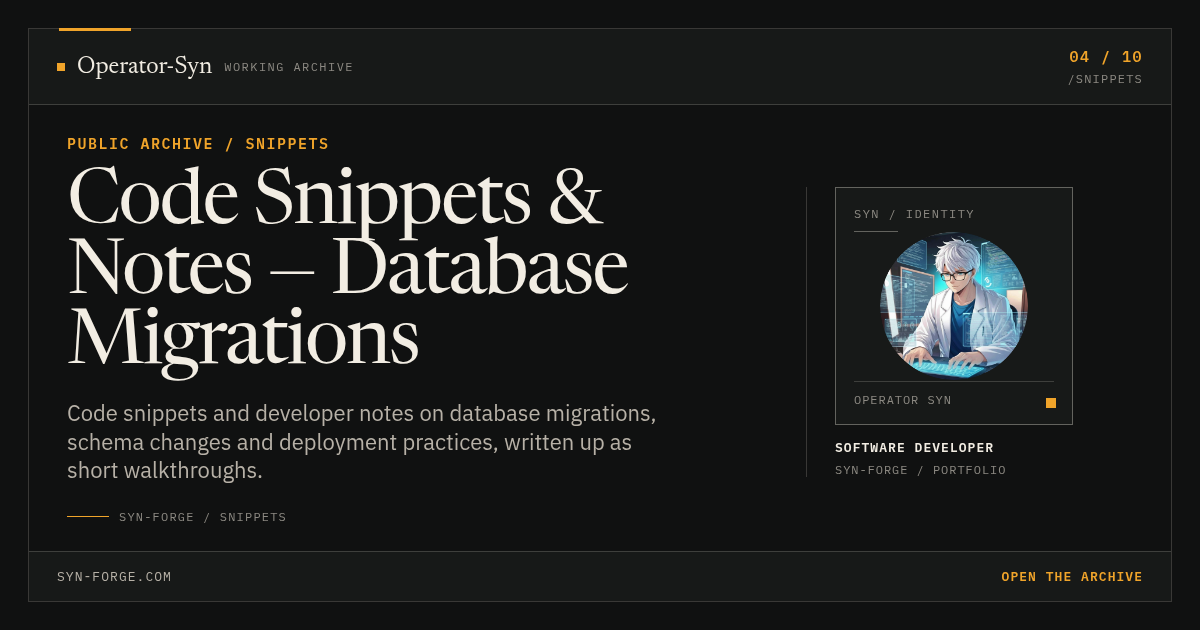 Operator-Syn WORKING ARCHIVE
04 / 10
/SNIPPETS
PUBLIC ARCHIVE / SNIPPETS
Code Snippets &
Notes — Database
Migrations
Code snippets and developer notes on database migrations,
schema changes and deployment practices, written up as
short walkthroughs.
SYN-FORGE / SNIPPETS
SYN / IDENTITY
OPERATOR SYN
SOFTWARE DEVELOPER
SYN-FORGE / PORTFOLIO
SYN-FORGE.COM
OPEN THE ARCHIVE